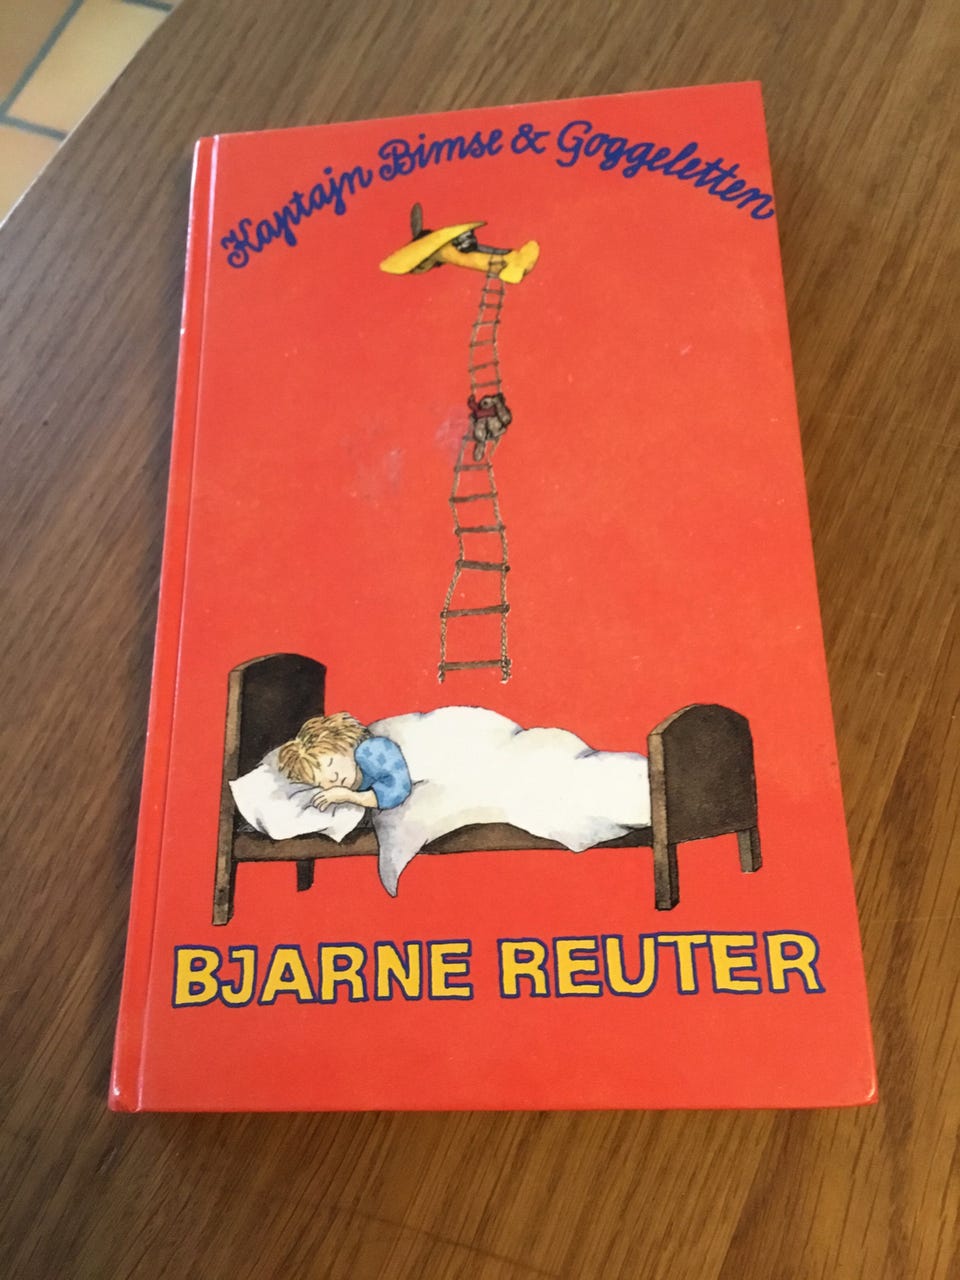 Kaptajn Bimse & Goggeletten
BJARNE REUTER